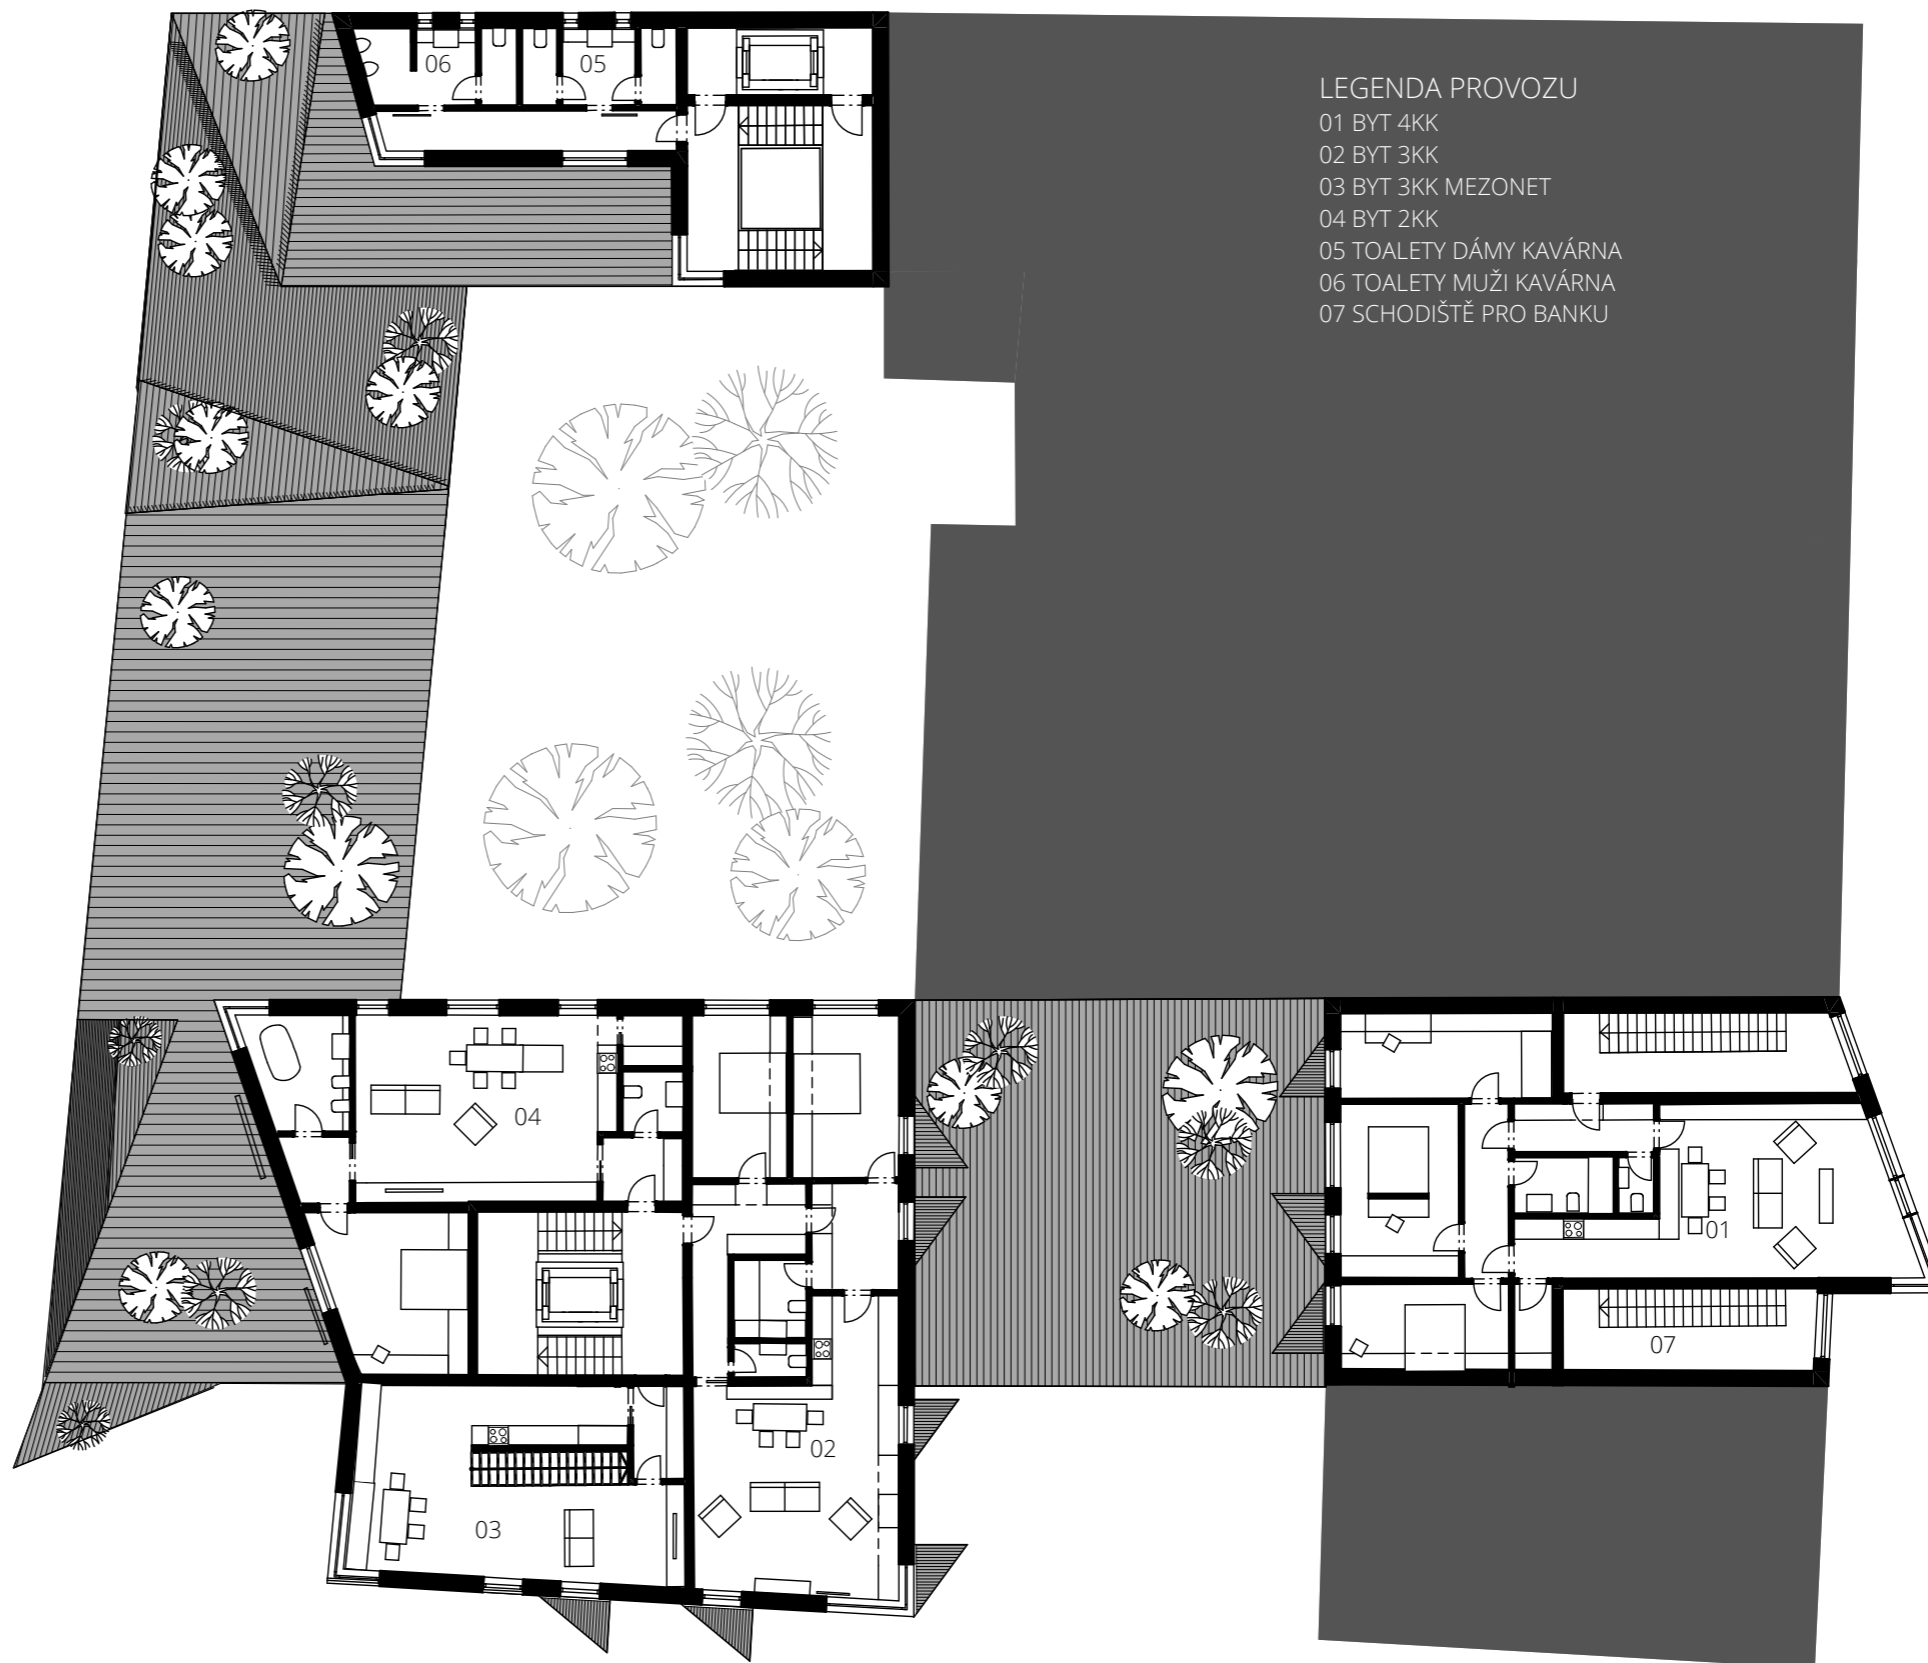 06
05
LEGENDA PROVOZU
01 BYT 4KK
02 BYT 3KK
03 BYT 3KK MEZONET
04 BYT 2KK
05 TOALETY DÁMY KAVÁRNA
06 TOALETY MUŽI KAVÁRNA
07 SCHODIŠTĚ PRO BANKU
04
01
07
02
03